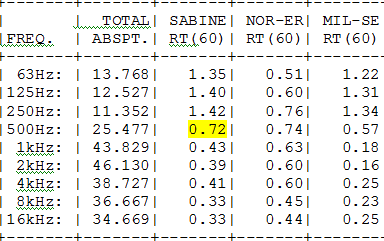 | TOTAL| SABINE| NOR-ER| MIL-SE
|FREQ. | ABSPT.| RT(60)| RT(60)| RT(60)
| 63Hz: | 13.768| 1.35| 0.51| 1.22
|125Hz: | 12.527| 1.40| 0.60| 1.31
|250Hz: | 11.352| 1.42| 0.76| 1.34
|500Hz: | 25.477| 0.72| 0.74| 0.57
| 1kHz: | 43.829| 0.43| 0.63| 0.18
| 2kHz: | 46.130| 0.39| 0.60| 0.16
| 4kHz: | 38.727| 0.41| 0.60| 0.25
| 8kHz: | 36.667| 0.33| 0.45| 0.23
|16kHz: | 34.669| 0.33| 0.44| 0.25